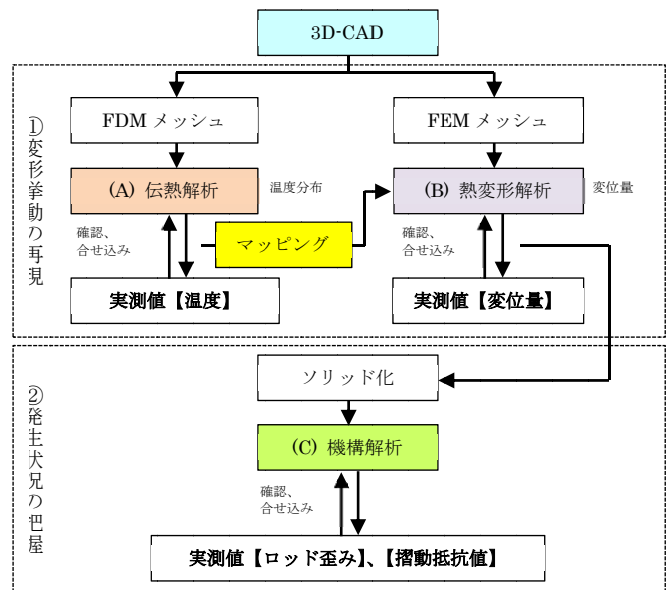 3D-CAD
①変形挙動の再現
FDM メッシュ
FEM メッシュ
(A) 伝熱解析
温度分布
(B) 熱変形解析
変位量
確認、
合せ込み
マッピング
確認、
合せ込み
実測値【温度】
実測値【変位量】
②発生状況の把握
ソリッド化
(C) 機構解析
確認、
合せ込み
実測値【ロッド歪み】、【摺動抵抗値】